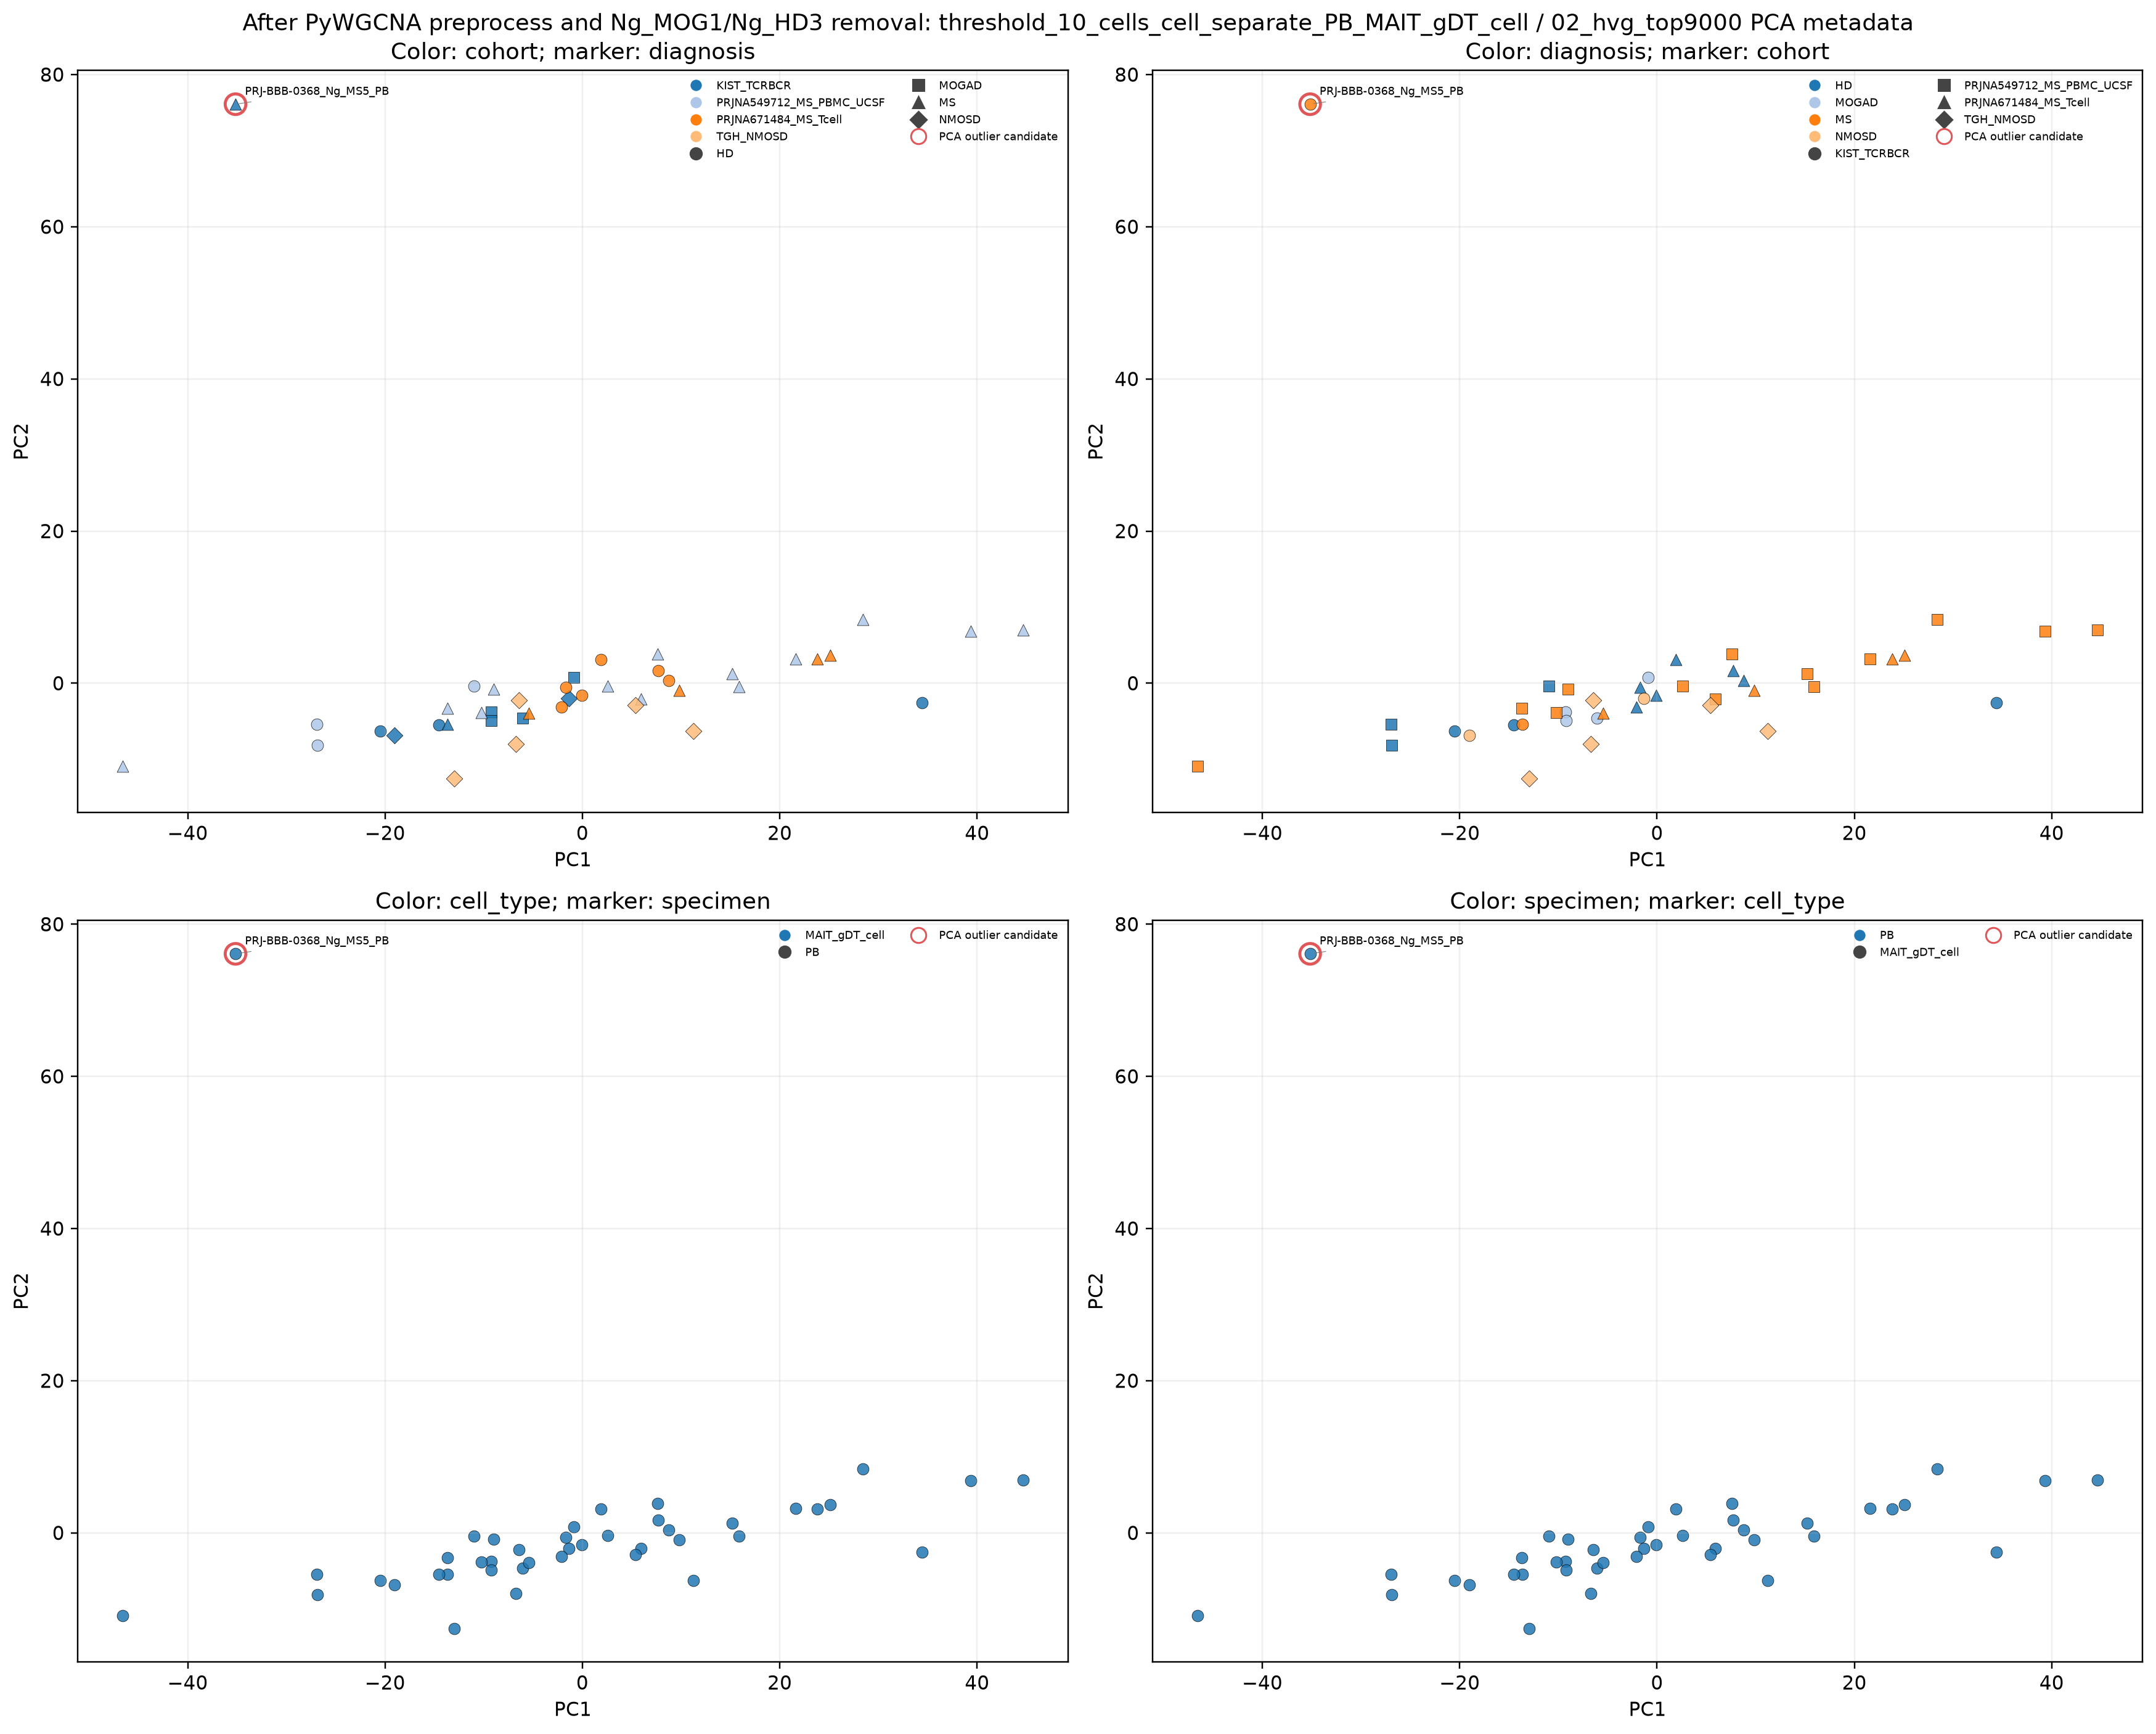 After PyWGCNA preprocess and Ng_MOG1/Ng_HD3 removal: threshold_10_cells_cell_separate_PB_MAIT_gDT_cell / 02_hvg_top9000 PCA metadata
Color: cohort; marker: diagnosis
PRJ-BBB-0368_Ng_MS5_PB
KIST_TCRBCR
PRJNA549712_MS_PBMC_UCSF
PRJNA671484_MS_Tcell
TGH_NMOSD
HD
MOGAD
MS
NMOSD
PCA outlier candidate
80
60
40
20
0
PC2
−40 −20 0 20 40
PC1
Color: diagnosis; marker: cohort
PRJ-BBB-0368_Ng_MS5_PB
HD
MOGAD
MS
NMOSD
KIST_TCRBCR
PRJNA549712_MS_PBMC_UCSF
PRJNA671484_MS_Tcell
TGH_NMOSD
PCA outlier candidate
80
60
40
20
0
PC2
−40 −20 0 20 40
PC1
Color: cell_type; marker: specimen
PRJ-BBB-0368_Ng_MS5_PB
MAIT_gDT_cell
PB
PCA outlier candidate
80
60
40
20
0
PC2
−40 −20 0 20 40
PC1
Color: specimen; marker: cell_type
PRJ-BBB-0368_Ng_MS5_PB
PB
MAIT_gDT_cell
PCA outlier candidate
80
60
40
20
0
PC2
−40 −20 0 20 40
PC1